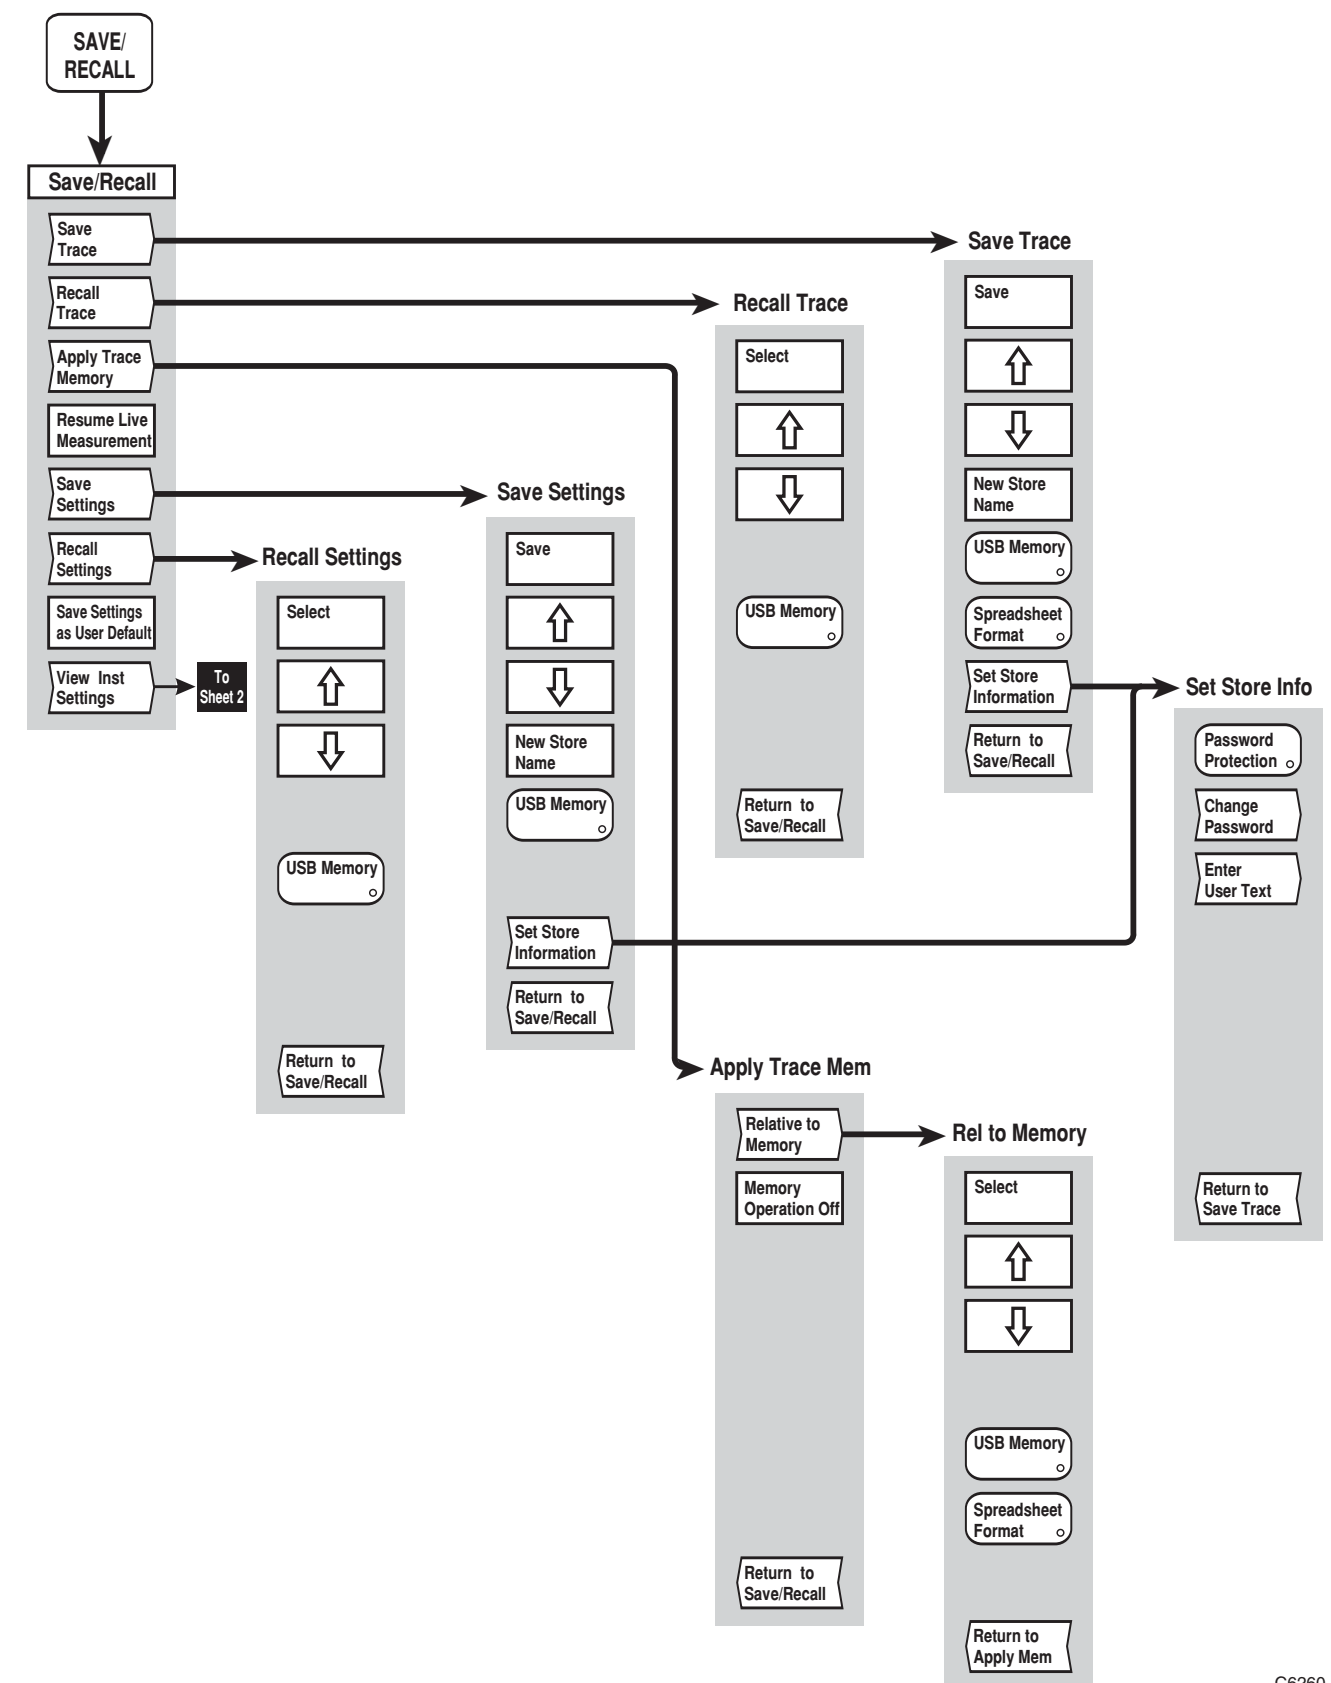 SAVE/
RECALL
Save/Recall
Save
Trace
Recall
Trace
Apply Trace
Memory
Resume Live
Measurement
Save
Settings
Recall
Settings
Save Settings
as User Default
View Inst
Settings
To
Sheet 2
Recall Settings
Select
USB Memory
Return to
Save/Recall
Save Settings
Save
New Store
Name
USB Memory
Set Store
Information
Return to
Save/Recall
Recall Trace
Select
USB Memory
Return to
Save/Recall
Save Trace
Save
New Store
Name
USB Memory
Spreadsheet
Format
Set Store
Information
Return to
Save/Recall
Set Store Info
Password
Protection
Change
Password
Enter
User Text
Return to
Save Trace
Apply Trace Mem
Relative to
Memory
Memory
Operation Off
Return to
Save/Recall
Rel to Memory
Select
USB Memory
Spreadsheet
Format
Return to
Apply Mem
C6260